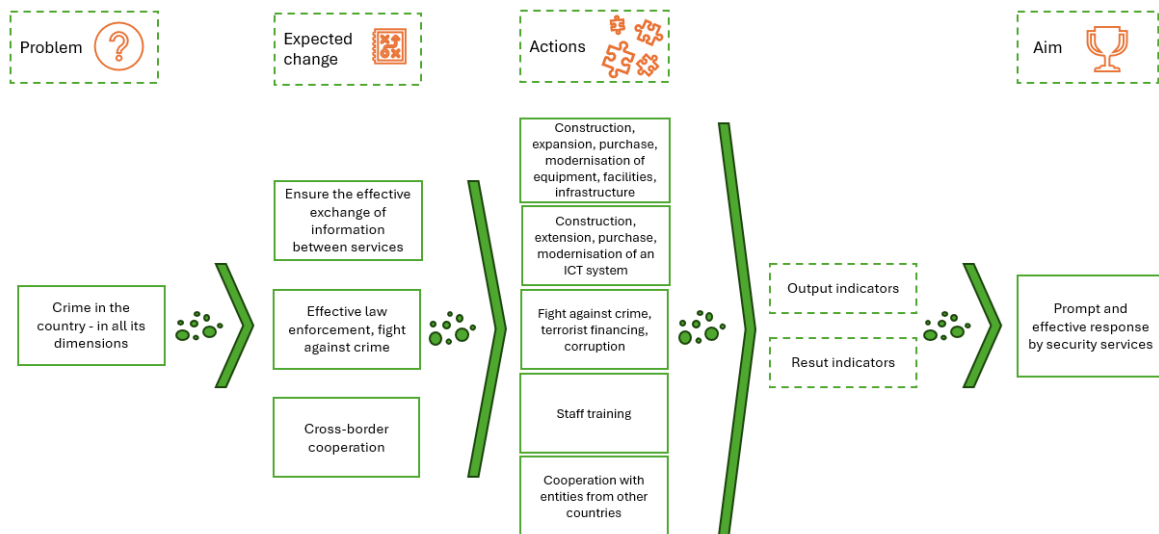 Problem
Expected
change
Actions
Aim
Crime in the
country - in all its
dimensions
Ensure the effective
exchange of
information
between services
Effective law
enforcement, fight
against crime
Cross-border
cooperation
Construction,
expansion, purchase,
modernisation of
equipment, facilities,
infrastructure
Construction,
extension, purchase,
modernisation of an
ICT system
Fight against crime,
terrorist financing,
corruption
Staff training
Cooperation with
entities from other
countries
Output indicators
Resut indicators
Prompt and
effective response
by security services